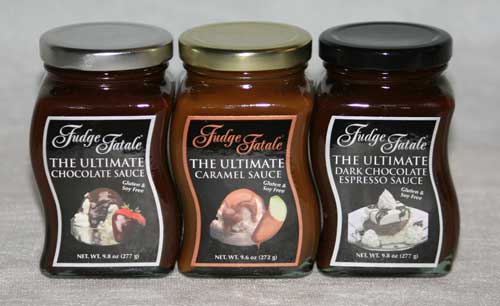 Fudge Fatale®
THE ULTIMATE
CHOCOLATE SAUCE
Gluten &
Soy Free
NET. WT. 9.8 oz (277 g)
Fudge Fatale®
THE ULTIMATE
CARAMEL SAUCE
Gluten &
Soy Free
NET. WT. 9.6 oz (272 g)
Fudge Fatale®
THE ULTIMATE
DARK CHOCOLATE
ESPRESSO SAUCE
Gluten &
Soy Free
NET. WT. 9.8 oz (277 g)